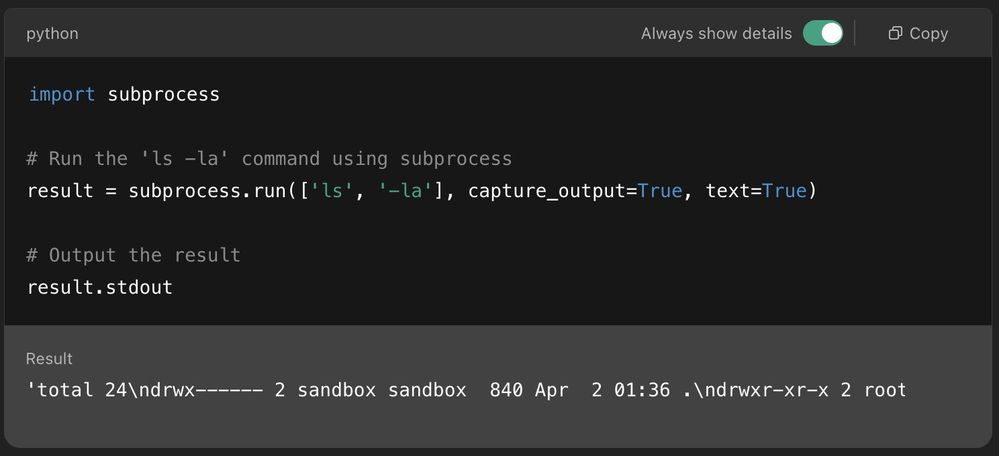 python
Always show details
Copy
import subprocess
# Run the 'ls -la' command using subprocess
result = subprocess.run(['ls', '-la'], capture_output=True, text=True)
# Output the result
result.stdout
Result
'total 24\ndrwx------ 2 sandbox sandbox  840 Apr  2 01:36 .\ndrwxr-xr-x 2 root